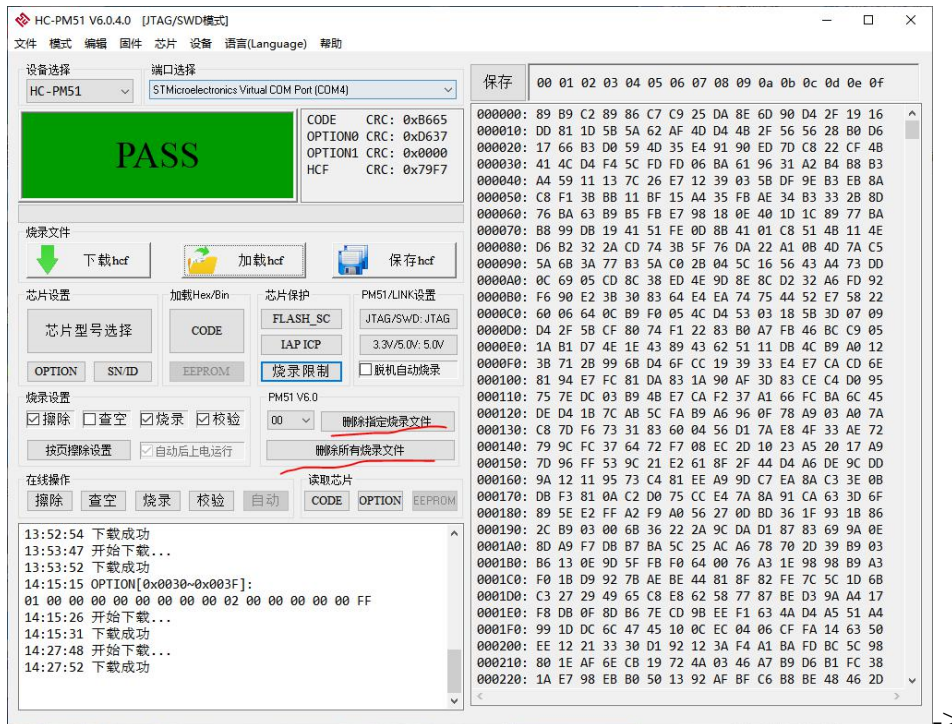 HC-PM51 V6.0.4.0 [JTAG/SWD模式]
文件 模式 编辑 固件 芯片 设备 语言(Language) 帮助
设备选择 端口选择
HC-PM51 STMicroelectronics Virtual COM Port (COM4)
PASS
CODE CRC: 0xB665
OPTION0 CRC: 0xD637
OPTION1 CRC: 0x0000
HCF CRC: 0x79F7
烧录文件
下载hcf 加载hcf 保存hcf
芯片设置 加载Hex/Bin 芯片保护 PM51/LINK设置
芯片型号选择 CODE FLASH_SC JTAG/SWD: JTAG
IAP ICP 3.3V/5.0V: 5.0V
OPTION SN/ID EEPROM 烧录限制 脱机自动烧录
烧录设置 PM51 V6.0
擦除 查空 烧录 校验 00 删除指定烧录文件
按页擦除设置 自动后上电运行 删除所有烧录文件
在线操作 读取芯片
擦除 查空 烧录 校验 自动 CODE OPTION EEPROM
13:52:54 下载成功
13:53:47 开始下载...
13:53:52 下载成功
14:15:15 OPTION[0x0030~0x003F]:
01 00 00 00 00 00 00 00 00 02 00 00 00 00 00 FF
14:15:26 开始下载...
14:15:31 下载成功
14:27:48 开始下载...
14:27:52 下载成功
保存 00 01 02 03 04 05 06 07 08 09 0a 0b 0c 0d 0e 0f
000000: 89 B9 C2 89 86 C7 C9 25 DA 8E 6D 90 D4 2F 19 16
000010: DD 81 1D 5B 5A 62 AF 4D D4 4B 2F 56 56 28 B0 D6
000020: 17 66 B3 D0 59 4D 35 E4 91 90 ED 7D C8 22 CF 4B
000030: 41 4C D4 F4 5C FD FD 06 BA 61 96 31 A2 B4 B8 B3
000040: A4 59 11 13 7C 26 E7 12 39 03 5B DF 9E B3 EB 8A
000050: C8 F1 3B BB 11 BF 15 A4 35 FB AE 34 B3 33 2B 8D
000060: 76 BA 63 B9 B5 FB E7 98 18 0E 40 1D 1C 89 77 BA
000070: B8 99 DB 19 41 51 FE 0D 8B 41 01 C8 51 4B 11 4E
000080: D6 B2 32 2A CD 74 3B 5F 76 DA 22 A1 0B 4D 7A C5
000090: 5A 6B 3A 77 B3 5A C0 2B 04 5C 16 65 43 A4 73 DD
0000A0: 0C 69 05 CD 8C 38 ED 4E 9D 8E 8C D2 32 A6 FD 92
0000B0: F6 90 E2 3B 30 83 64 E4 EA 74 75 44 52 E7 58 22
0000C0: 60 06 64 0C B9 F0 05 4C D4 53 03 18 5B 3D 07 09
0000D0: D4 2F 5B CF 80 74 F1 22 83 B0 A7 FB 46 BC C9 05
0000E0: 1A B1 D7 4E 1E 43 89 43 62 51 11 DB 4C B9 A0 12
0000F0: 3B 71 2B 99 6B D4 6F CC 19 39 33 E4 E7 CA CD 6E
000100: 81 94 E7 FC 81 DA 83 1A 90 AF 3D 83 CE C4 D0 95
000110: 75 7E DC 03 B9 4B E7 CA F2 37 A1 66 FC BA 6C 45
000120: DE D4 1B 7C AB 5C FA B9 A6 96 0F 78 A9 03 A0 7A
000130: C8 7D F6 73 31 83 60 04 56 D1 7A E8 4F 33 AE 72
000140: 79 9C FC 37 64 72 F7 08 EC 2D 10 23 A5 20 17 A9
000150: 7D 96 FF 53 9C 21 E2 61 8F 2F 44 D4 A6 DE 9C DD
000160: 9A 12 11 95 73 C4 81 EE A9 9D C7 EA 8A C3 3E 0B
000170: DB F3 81 0A C2 D0 75 CC E4 7A 8A 91 CA 63 3D 6F
000180: 89 5E E2 FF A2 F9 A0 56 27 0D BD 36 1F 93 1B 86
000190: 2C B9 03 00 6B 36 22 2A 9C DA D1 87 83 69 9A 0E
0001A0: 8D A9 F7 DB B7 BA 5C 25 AC A6 78 70 2D 39 B9 03
0001B0: B6 13 0E 9D 5F FB F0 64 00 76 A3 1E 98 98 B9 A3
0001C0: F0 1B D9 92 7B AE BE 44 81 8F 82 FE 7C 5C 1D 6B
0001D0: C3 27 29 49 65 C8 E8 62 58 77 87 BE D3 9A A4 17
0001E0: F8 DB 0F 8D B6 7E CD 9B EE F1 63 4A D4 A5 51 A4
0001F0: 99 1D DC 6C 47 45 10 0C EC 04 06 CF FA 14 63 50
000200: EE 12 21 33 30 D1 92 12 3A F4 A1 BA FD BC 5C 98
000210: 80 1E AF 6E CB 19 72 4A 03 46 A7 B9 D6 B1 FC 38
000220: 1A E7 98 EB B0 50 13 92 AF BF C6 B8 BE 48 46 2D